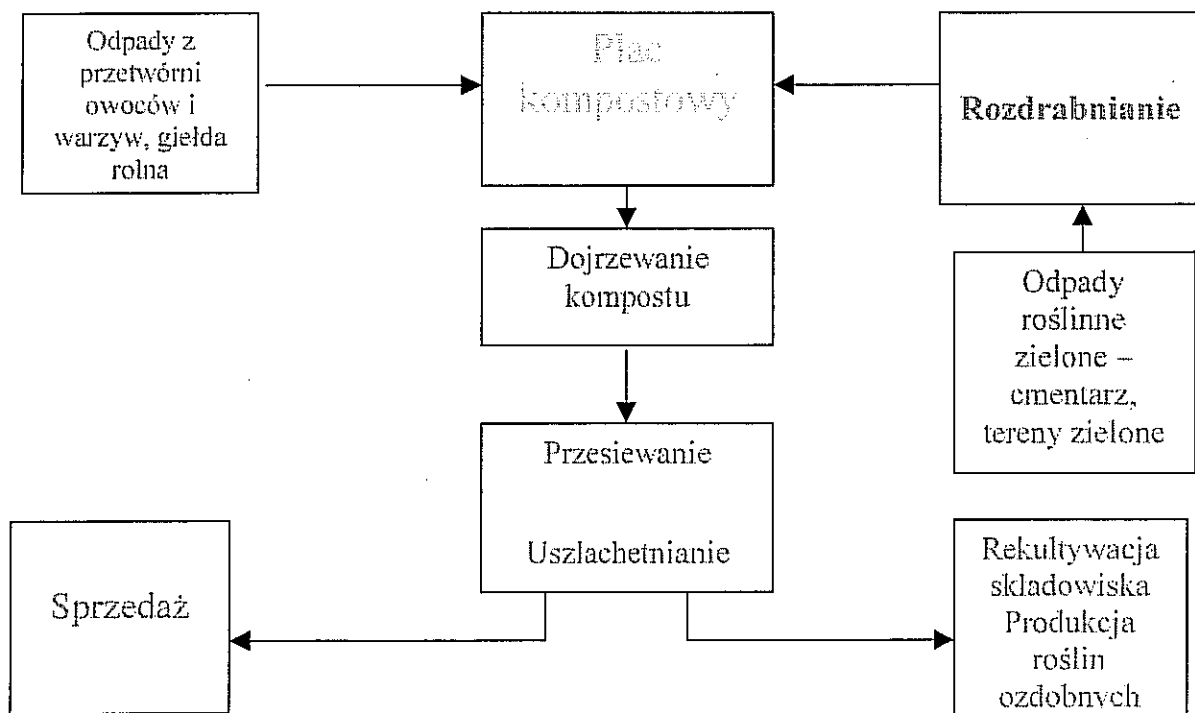 Odpady z
przetwórni
owoców i
warzyw, giełda
rolna
Plac
kompostowy
Rozdrabnianie
Dojrzewanie
kompostu
Odpady
roślinne
zielone –
cmentarz,
tereny zielone
Przesiewanie
Uszlachetnianie
Sprzedaż
Rekultywacja
składowiska
Produkcja
roślin
ozdobnych